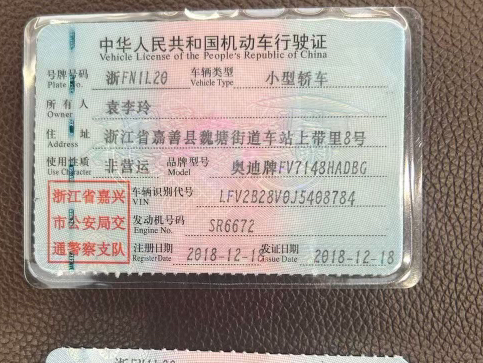 中华人民共和国机动车行驶证
Vehicle License of the People's Republic of China
号牌号码 浙FN1L20 车辆类型 小型轿车
Plate No. Vehicle Type
所有人 袁李玲
Owner
住址 浙江省嘉善县魏塘街道车站上带里8号
Address
使用性质 非营运 品牌型号 奥迪牌FV7148HADBG
Use Character Model
浙江省嘉兴 车辆识别代号 LFV2B28V0J5408784
VIN
市公安局交 发动机号码 SR6672
Engine No.
通警察支队 注册日期 2018-12-18 发证日期 2018-12-18
Register Date Issue Date